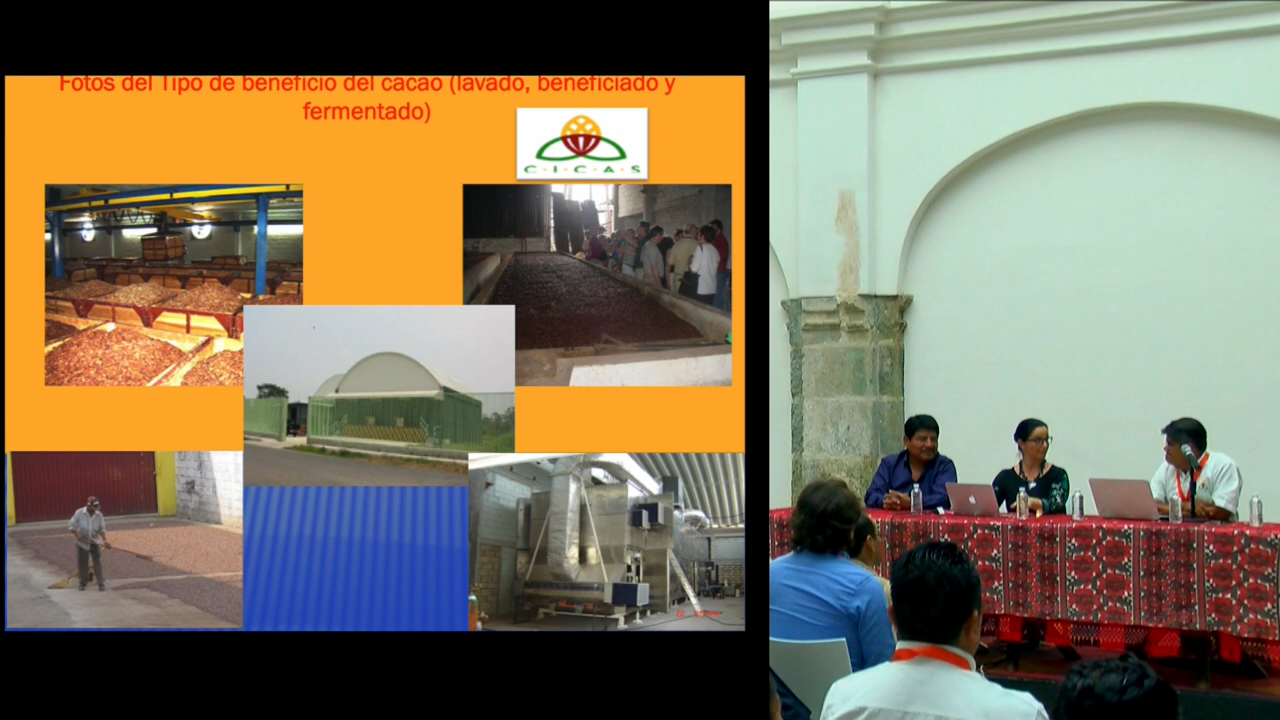 Fotos del Tipo de beneficio del cacao (lavado, beneficiado y
fermentado)
C·I·C·A·S